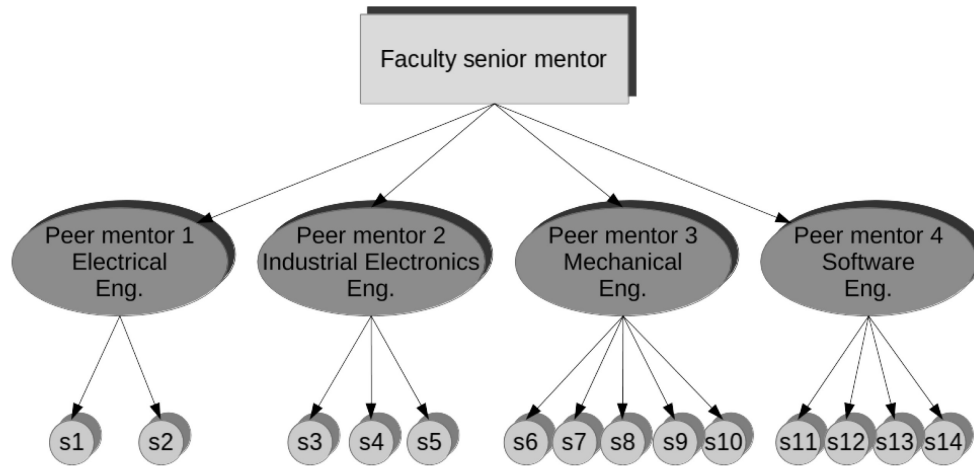 Faculty senior mentor
Peer mentor 1
Electrical
Eng.
Peer mentor 2
Industrial Electronics
Eng.
Peer mentor 3
Mechanical
Eng.
Peer mentor 4
Software
Eng.
s1
s2
s3
s4
s5
s6
s7
s8
s9
s10
s11
s12
s13
s14